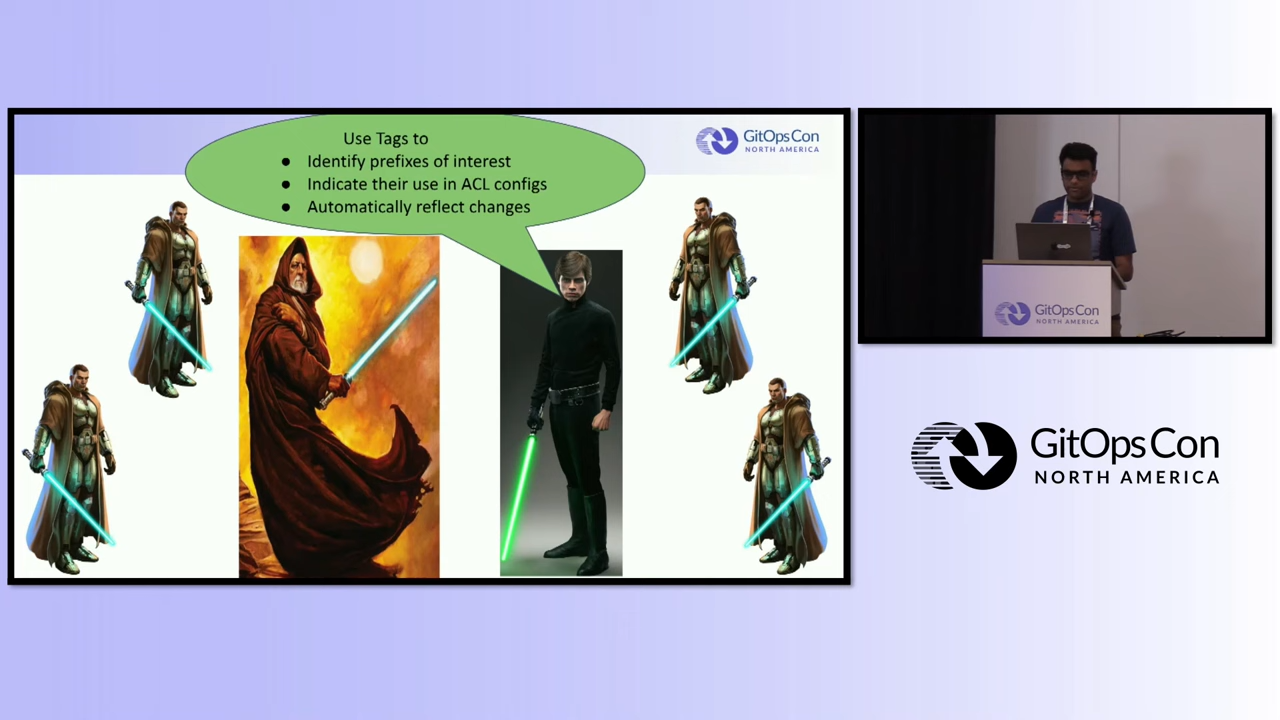 Use Tags to
● Identify prefixes of interest
● Indicate their use in ACL configs
● Automatically reflect changes
GitOpsCon
NORTH AMERICA
GitOpsCon
NORTH AMERICA
GitOpsCon
NORTH AMERICA